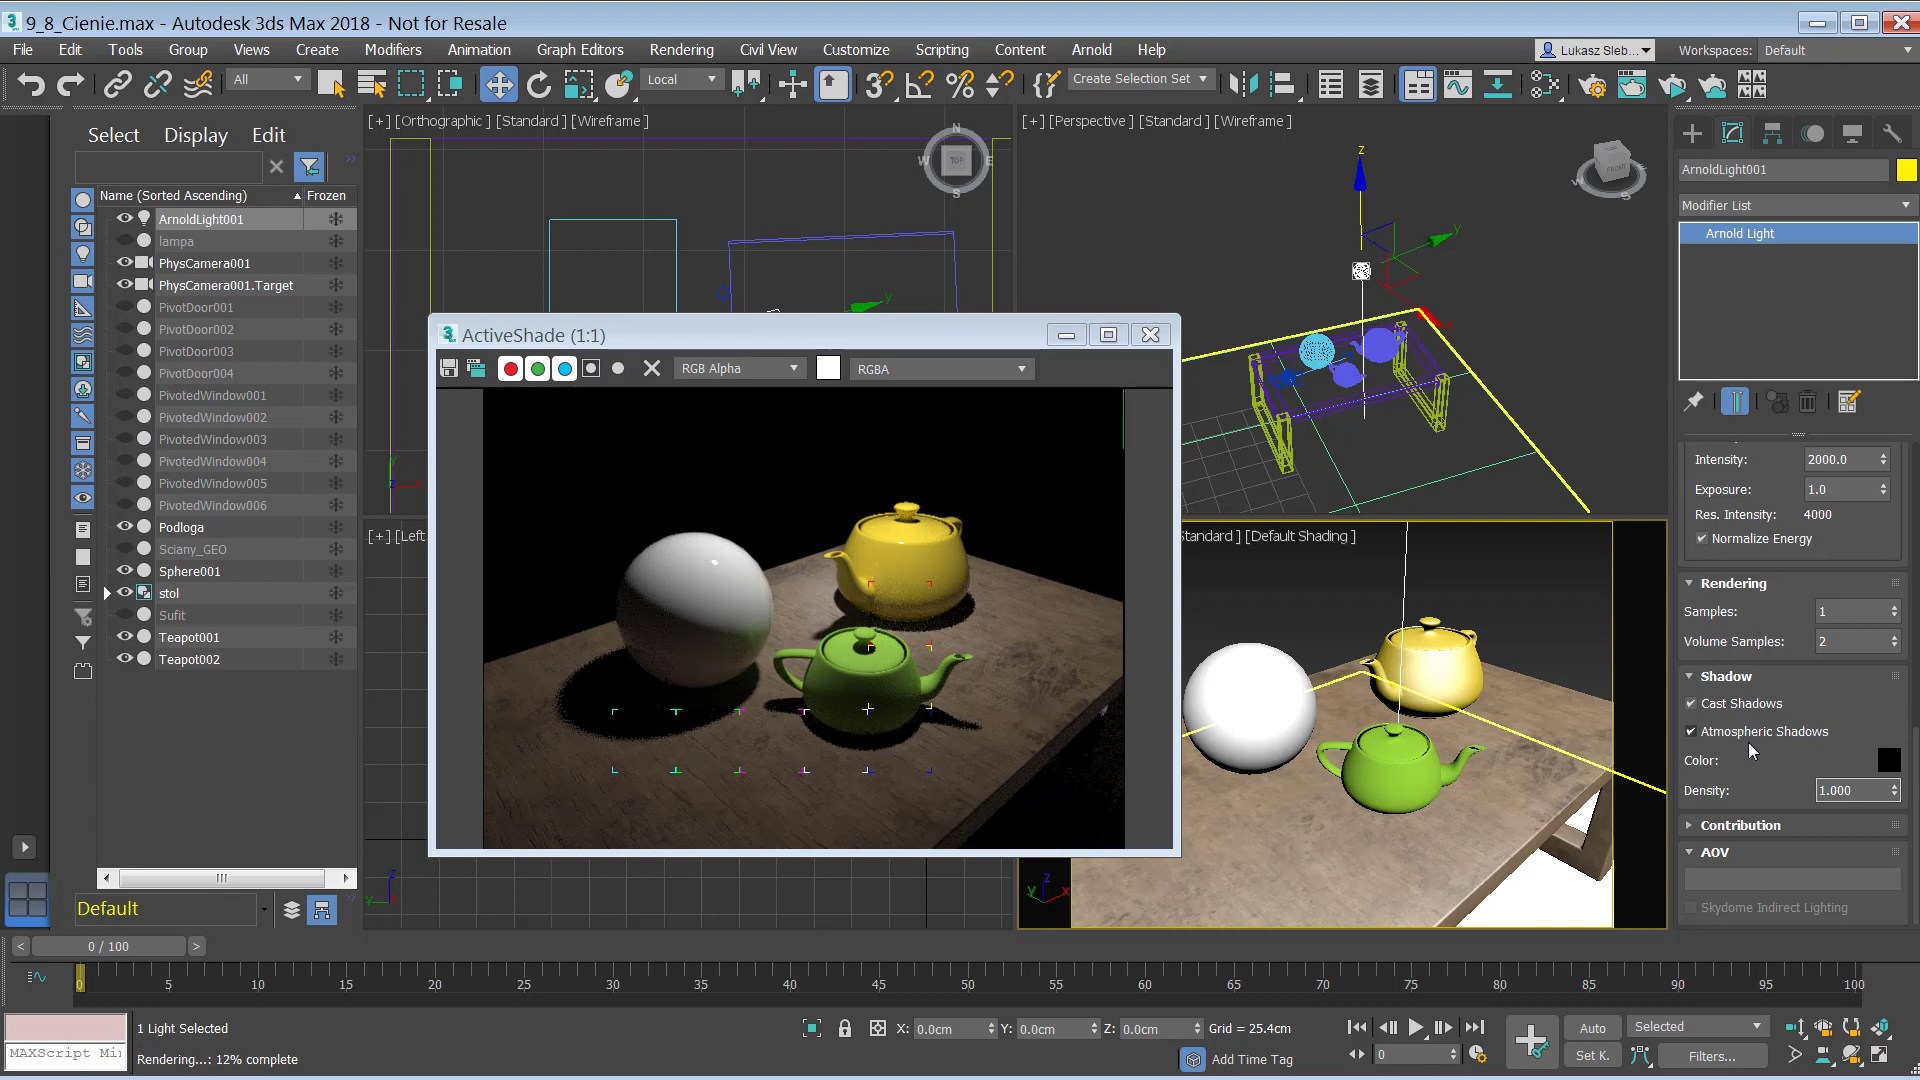 9_8_Cienie.max - Autodesk 3ds Max 2018 - Not for Resale
File Edit Tools Group Views Create Modifiers Animation Graph Editors Rendering Civil View Customize Scripting Content Arnold Help
Lukasz Sleb... Workspaces: Default
All Local Create Selection Set
Select Display Edit
Name (Sorted Ascending) Frozen
ArnoldLight001
lampa
PhysCamera001
PhysCamera001.Target
PivotDoor001
PivotDoor002
PivotDoor003
PivotDoor004
PivotedWindow001
PivotedWindow002
PivotedWindow003
PivotedWindow004
PivotedWindow005
PivotedWindow006
Podloga
Sciany_GEO
Sphere001
stol
Sufit
Teapot001
Teapot002
Default
[+] [Orthographic ] [Standard ] [Wireframe ]
N
W TOP E
S
[+] [Perspective ] [Standard ] [Wireframe ]
z
y
TOP
FRONT
[+] [Left
Standard ] [Default Shading ]
ActiveShade (1:1)
RGB Alpha RGBA
z
y
z
y x
ArnoldLight001
Modifier List
Arnold Light
Intensity: 2000.0
Exposure: 1.0
Res. Intensity: 4000
Normalize Energy
Rendering
Samples: 1
Volume Samples: 2
Shadow
Cast Shadows
Atmospheric Shadows
Color:
Density: 1.000
Contribution
AOV
Skydome Indirect Lighting
< 0 / 100 >
0 5 10 15 20 25 30 35 40 45 50 55 60 65 70 75 80 85 90 95 100
MAXScript Mi
1 Light Selected
Rendering...: 12% complete
X: 0.0cm Y: 0.0cm Z: 0.0cm Grid = 25.4cm
Add Time Tag
0
Auto Selected
Set K. Filters...